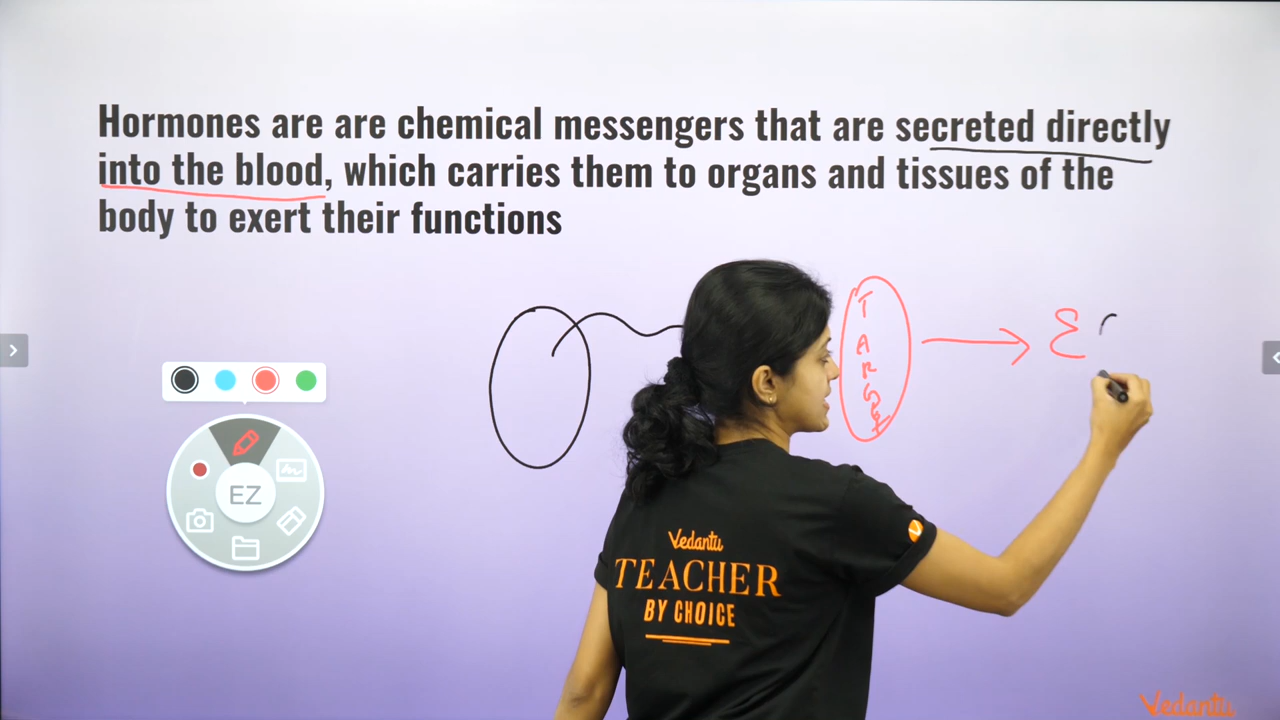 Hormones are are chemical messengers that are secreted directly
into the blood, which carries them to organs and tissues of the
body to exert their functions
TARGET
E
EZ
Vedantu
TEACHER
BY CHOICE
Vedantu